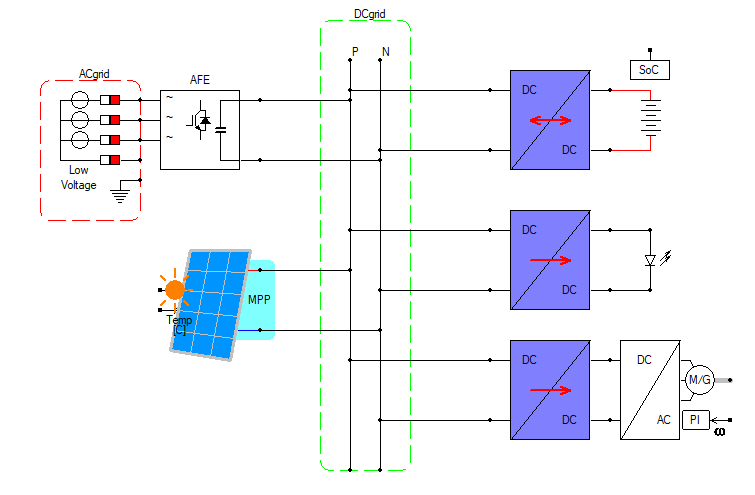 DCgrid
P N
ACgrid
AFE
~
~
~
Low
Voltage
SoC
DC
DC
DC
DC
MPP
Temp
[C]
DC
DC
DC
AC
M/G
PI
ω